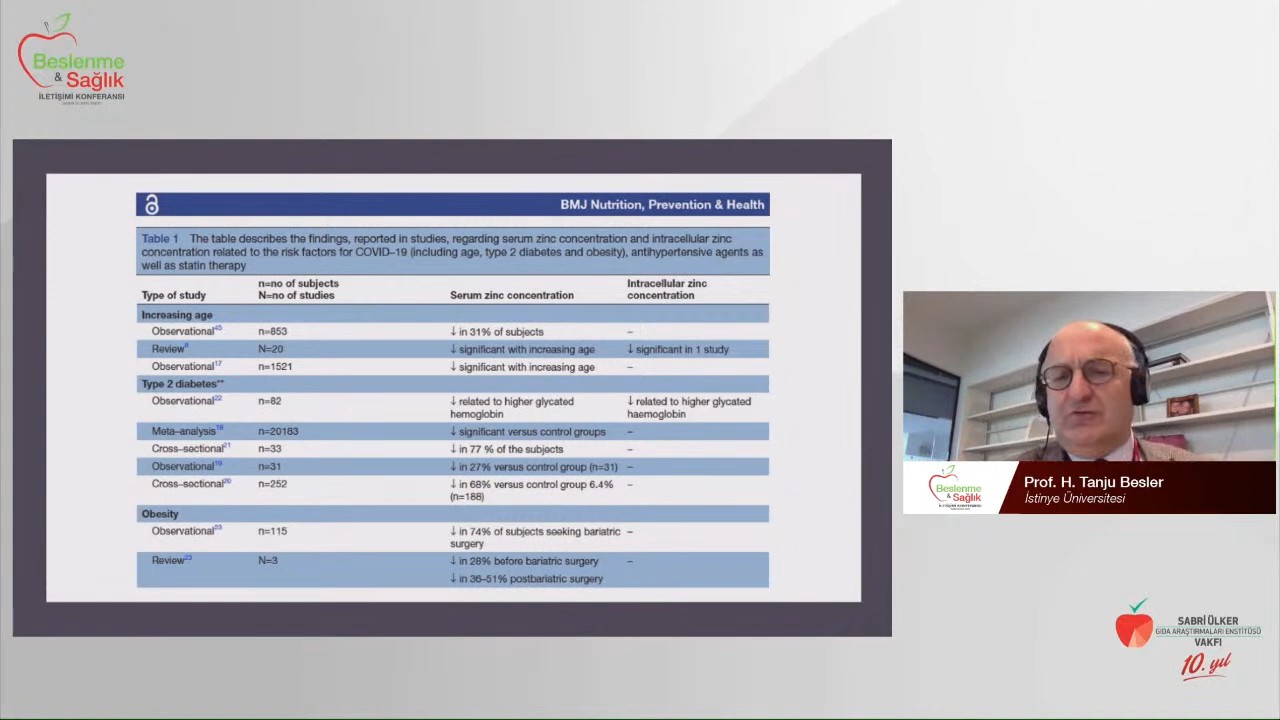 Beslenme
& Sağlık
İLETİŞİMİ KONFERANSI
BMJ Nutrition, Prevention & Health
Table 1 The table describes the findings, reported in studies, regarding serum zinc concentration and intracellular zinc
concentration related to the risk factors for COVID–19 (including age, type 2 diabetes and obesity), antihypertensive agents as
well as statin therapy
Type of study n=no of subjects N=no of studies Serum zinc concentration Intracellular zinc concentration
Increasing age
Observational45 n=853 ↓ in 31% of subjects –
Review N=20 ↓ significant with increasing age ↓ significant in 1 study
Observational17 n=1521 ↓ significant with increasing age –
Type 2 diabetes**
Observational22 n=82 ↓ related to higher glycated hemoglobin ↓ related to higher glycated haemoglobin
Meta–analysis n=20183 ↓ significant versus control groups –
Cross–sectional21 n=33 ↓ in 77 % of the subjects –
Observational n=31 ↓ in 27% versus control group (n=31) –
Cross–sectional n=252 ↓ in 68% versus control group 6.4% (n=188) –
Obesity
Observational n=115 ↓ in 74% of subjects seeking bariatric surgery –
Review N=3 ↓ in 28% before bariatric surgery –
↓ in 36–51% postbariatric surgery
Beslenme
& Sağlık
İLETİŞİMİ KONFERANSI
Prof. H. Tanju Besler
İstinye Üniversitesi
SABRİ ÜLKER
GIDA ARAŞTIRMALARI ENSTİTÜSÜ
VAKFI
10. yıl